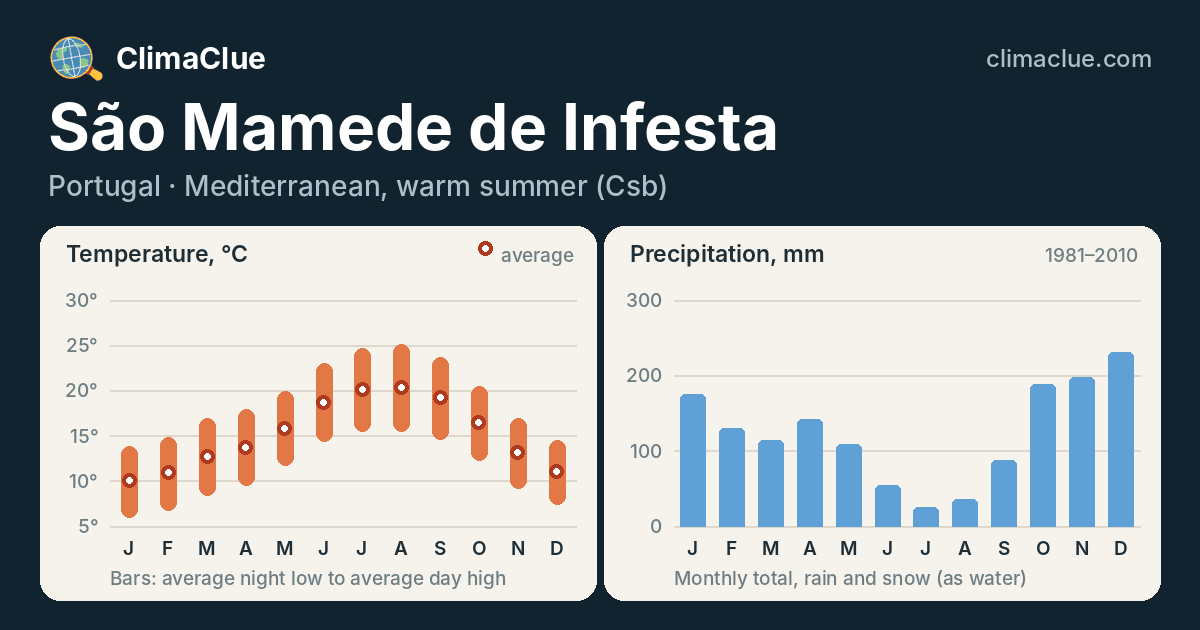 ClimaClue
climaclue.com
São Mamede de Infesta
Portugal · Mediterranean, warm summer (Csb)
Temperature, °C
average
30°
25°
20°
15°
10°
5°
J F M A M J J A S O N D
Bars: average night low to average day high
Precipitation, mm
1981–2010
300
200
100
0
J F M A M J J A S O N D
Monthly total, rain and snow (as water)